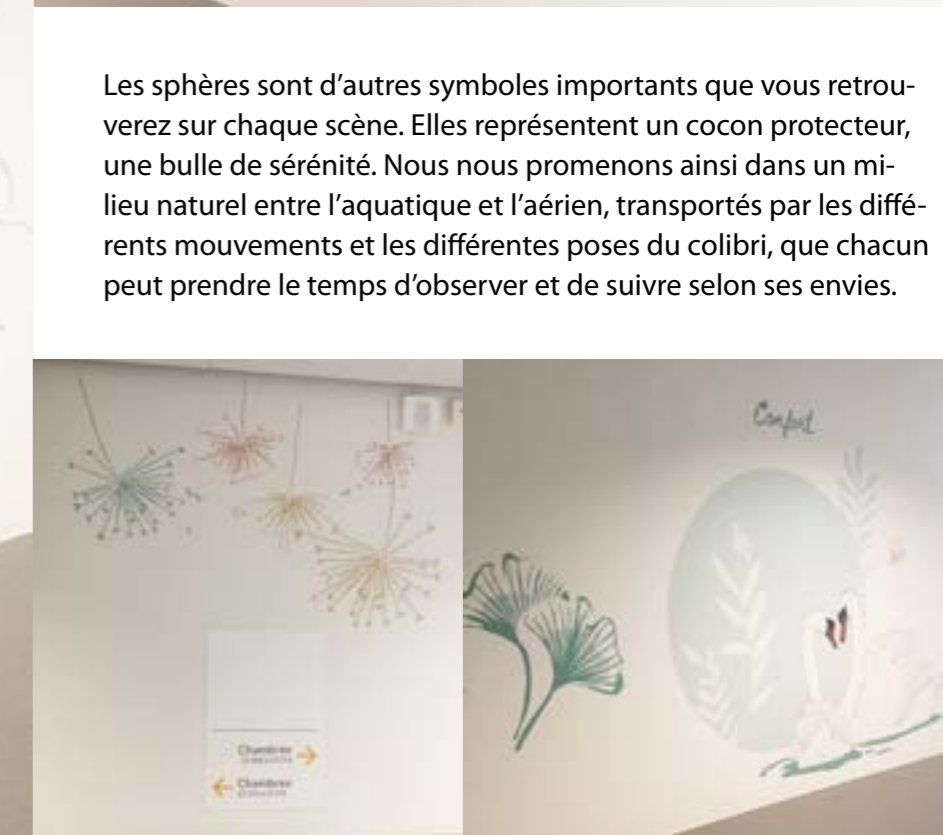 Les sphères sont d'autres symboles importants que vous retrou-
verez sur chaque scène. Elles représentent un cocon protecteur,
une bulle de sérénité. Nous nous promenons ainsi dans un mi-
lieu naturel entre l'aquatique et l'aérien, transportés par les diffé-
rents mouvements et les différentes poses du colibri, que chacun
peut prendre le temps d'observer et de suivre selon ses envies.
Confort
Chambres
Chambres